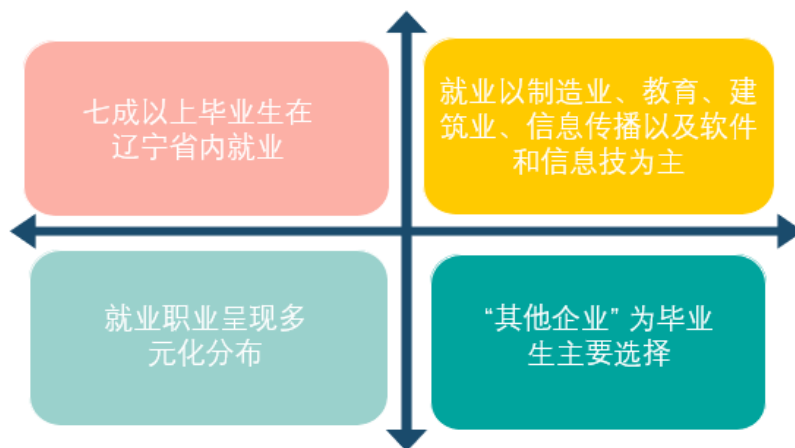 七成以上毕业生在
辽宁省内就业
就业以制造业、教育、建
筑业、信息传播以及软件
和信息技为主
就业职业呈现多
元化分布
“其他企业” 为毕业
生主要选择